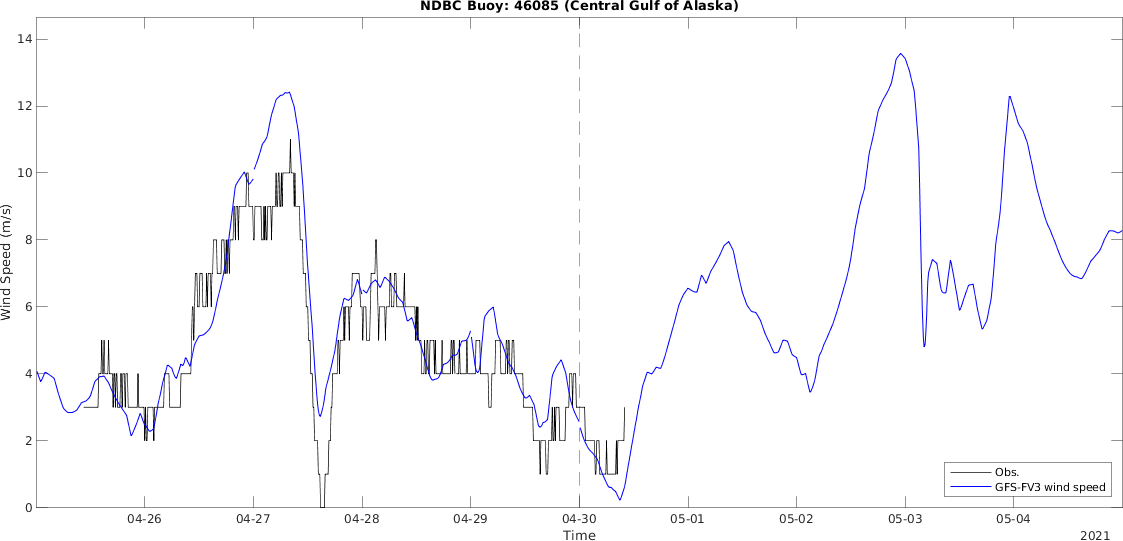 NDBC Buoy: 46085 (Central Gulf of Alaska)
14
12
10
8
6
4
2
0
Wind Speed (m/s)
04-26 04-27 04-28 04-29 04-30 05-01 05-02 05-03 05-04
Time
2021
Obs.
GFS-FV3 wind speed